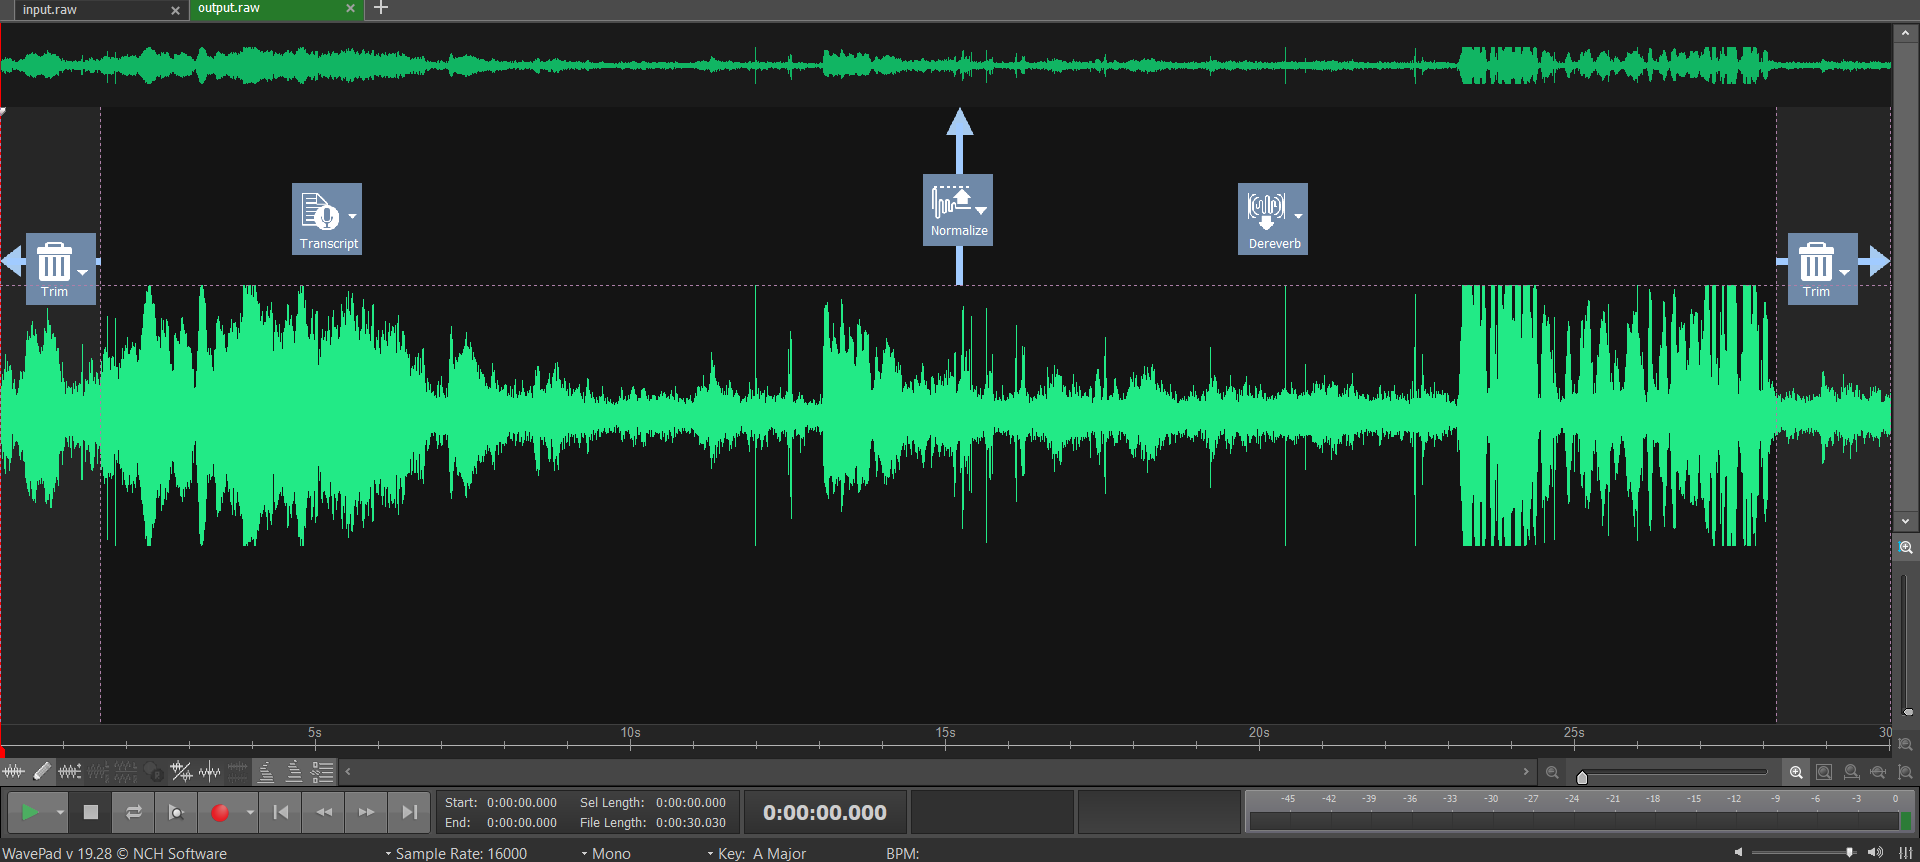 input.raw
output.raw
Transcript
Normalize
Dereverb
Trim
Trim
5s
10s
15s
20s
25s
30
Start: 0:00:00.000 Sel Length: 0:00:00.000
End: 0:00:00.000 File Length: 0:00:30.030
0:00:00.000
-45 -42 -39 -36 -33 -30 -27 -24 -21 -18 -15 -12 -9 -6 -3 0
WavePad v 19.28 © NCH Software
Sample Rate: 16000
Mono
Key: A Major
BPM: